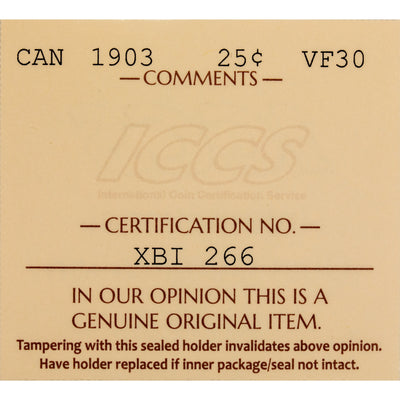 CAN 1903 25¢ VF30
— COMMENTS —
ICCS
International Coin Certification Service
— CERTIFICATION NO. —
XBI 266
IN OUR OPINION THIS IS A
GENUINE ORIGINAL ITEM.
Tampering with this sealed holder invalidates above opinion.
Have holder replaced if inner package/seal not intact.